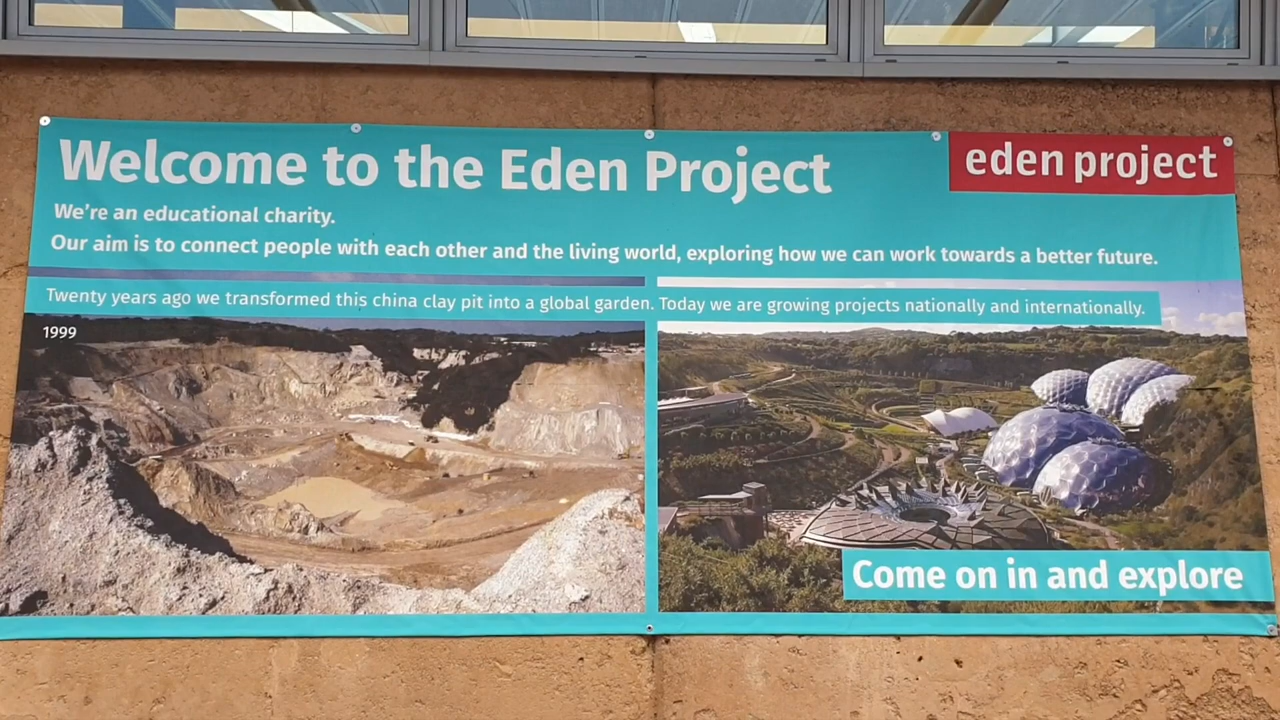 Welcome to the Eden Project
eden project
We're an educational charity.
Our aim is to connect people with each other and the living world, exploring how we can work towards a better future.
Twenty years ago we transformed this china clay pit into a global garden. Today we are growing projects nationally and internationally.
1999
Come on in and explore